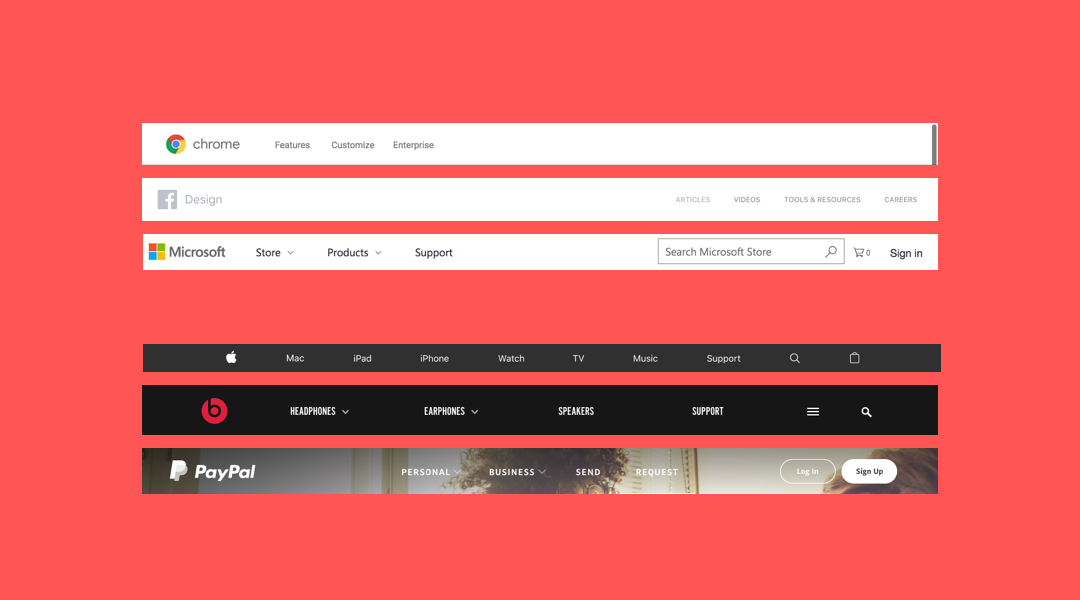 chrome Features Customize Enterprise
Design ARTICLES VIDEOS TOOLS & RESOURCES CAREERS
Microsoft Store Products Support Search Microsoft Store 0 Sign in
Mac iPad iPhone Watch TV Music Support
b HEADPHONES EARPHONES SPEAKERS SUPPORT
PayPal PERSONAL BUSINESS SEND REQUEST Log In Sign Up